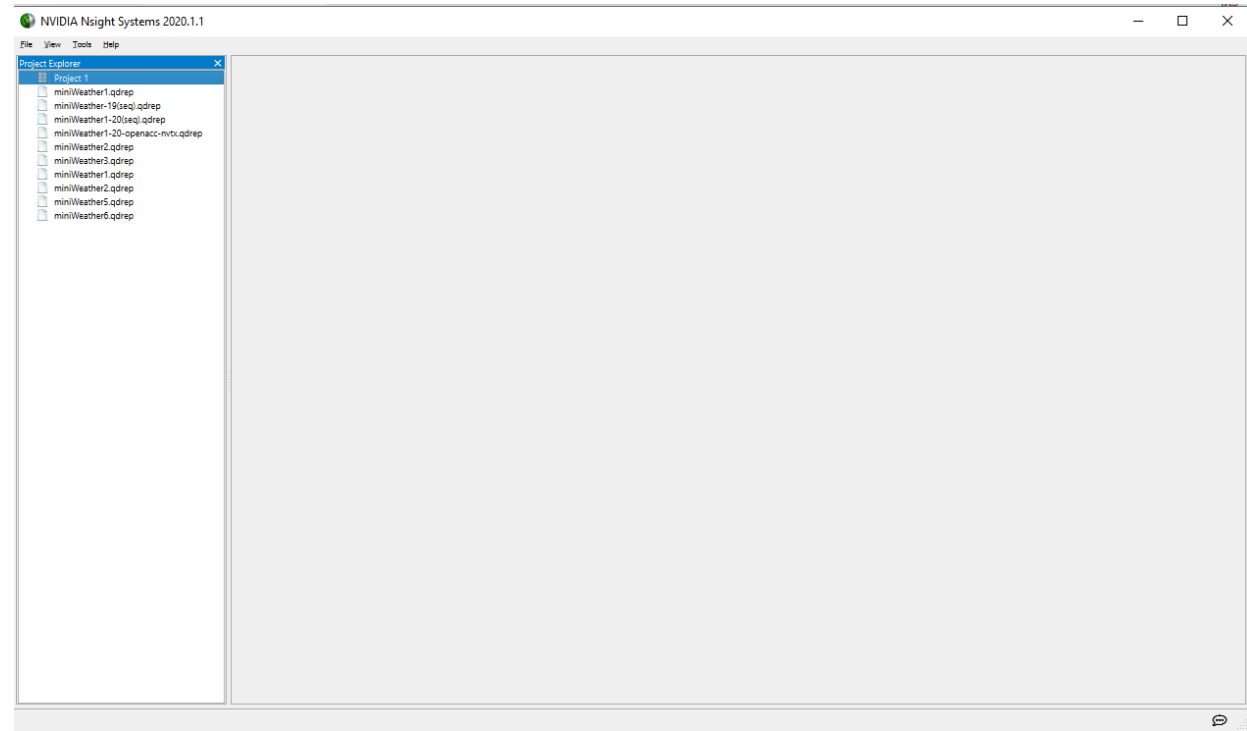 NVIDIA Nsight Systems 2020.1.1
File View Tools Help
Project Explorer
Project 1
miniWeather1.qdrep
miniWeather-19(seq).qdrep
miniWeather1-20(seq).qdrep
miniWeather1-20-openacc-nvtx.qdrep
miniWeather2.qdrep
miniWeather3.qdrep
miniWeather1.qdrep
miniWeather2.qdrep
miniWeather5.qdrep
miniWeather6.qdrep